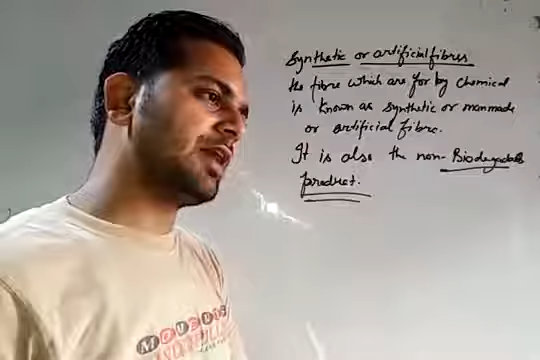 Synthetic or artificial fibres
the fibre which are for by chemical
is known as synthetic or manmade
or artificial fibre.
It is also the non-Biodegradable
product.